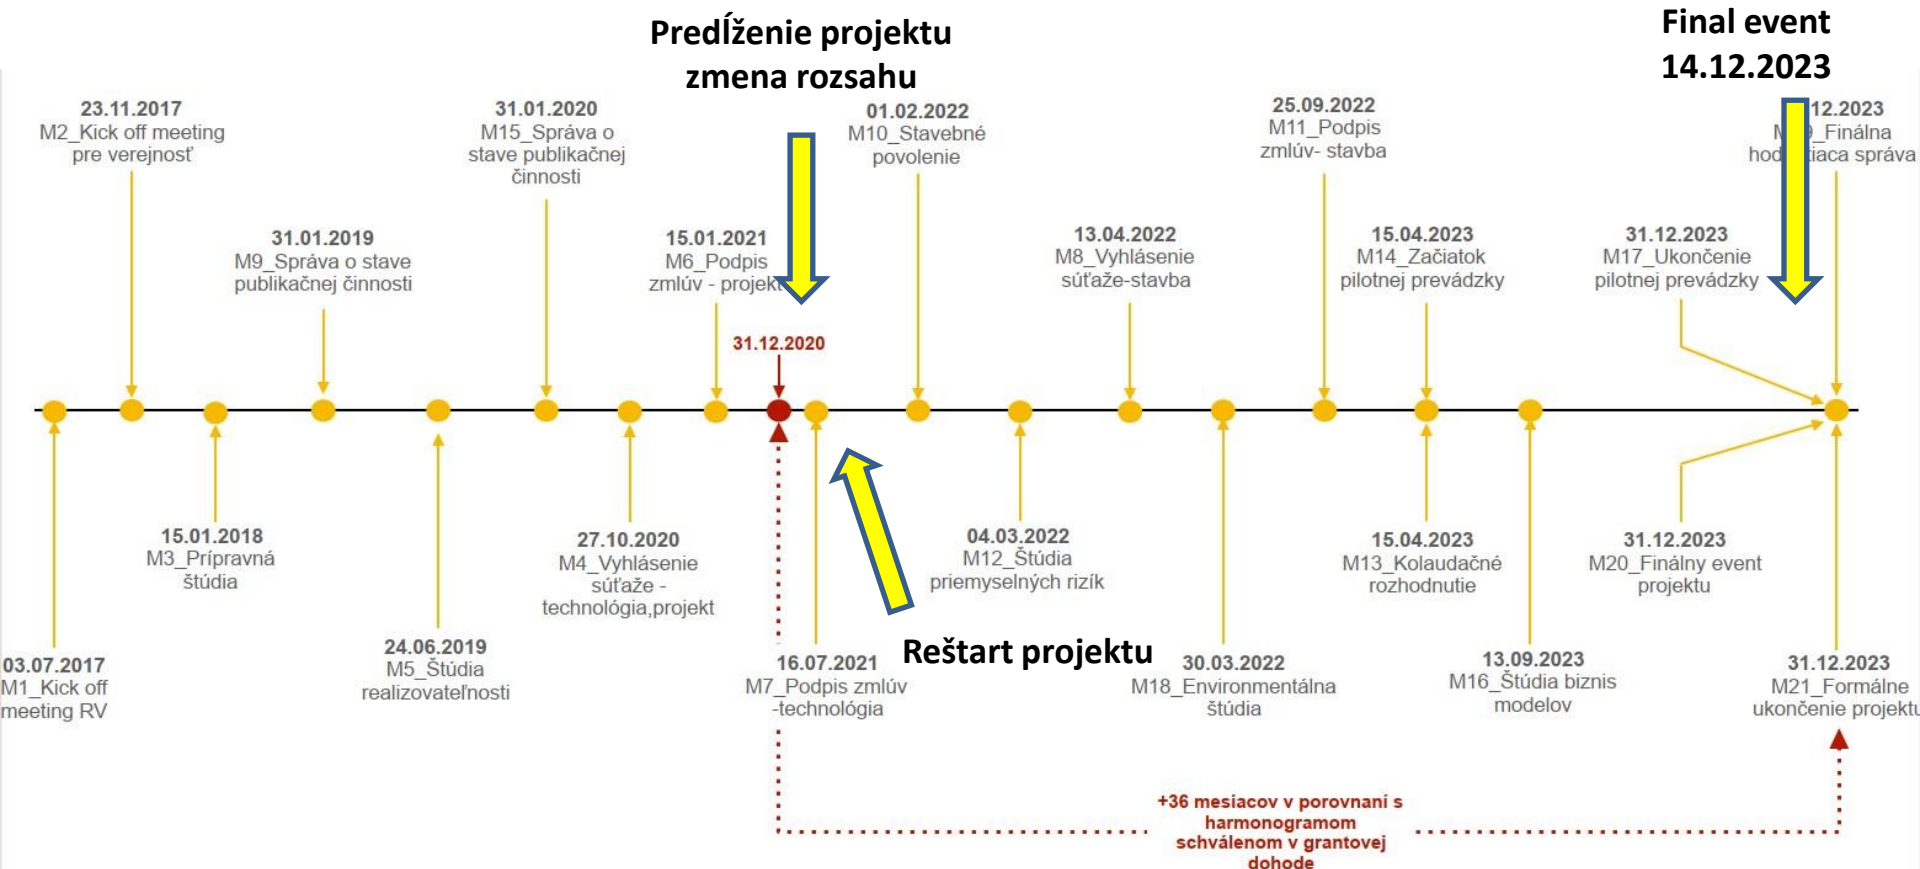 Predĺženie projektu
zmena rozsahu
Final event
14.12.2023
23.11.2017
M2_Kick off meeting
pre verejnosť
31.01.2020
M15_Správa o
stave publikačnej
činnosti
01.02.2022
M10_Stavebné
povolenie
25.09.2022
M11_Podpis
zmlúv- stavba
12.2023
Finálna
správa
31.01.2019
M9_Správa o stave
publikačnej činnosti
15.01.2021
M6_Podpis
zmlúv - projekt
13.04.2022
M8_Vyhlásenie
súťaže-stavba
15.04.2023
M14_Začiatok
pilotnej prevádzky
31.12.2023
M17_Ukončenie
pilotnej prevádzky
31.12.2020
15.01.2018
M3_Prípravná
štúdia
27.10.2020
M4_Vyhlásenie
súťaže -
technológia,projekt
04.03.2022
M12_Štúdia
priemyselných rizík
15.04.2023
M13_Kolaudačné
rozhodnutie
31.12.2023
M20_Finálny event
projektu
03.07.2017
M1_Kick off
meeting RV
24.06.2019
M5_Štúdia
realizovateľnosti
16.07.2021
M7_Podpis zmlúv
-technológia
Reštart projektu
30.03.2022
M18_Environmentálna
štúdia
13.09.2023
M16_Štúdia biznis
modelov
31.12.2023
M21_Formálne
ukončenie projektu
+36 mesiacov v porovnaní s
harmonogramom
schválenom v grantovej
dohode